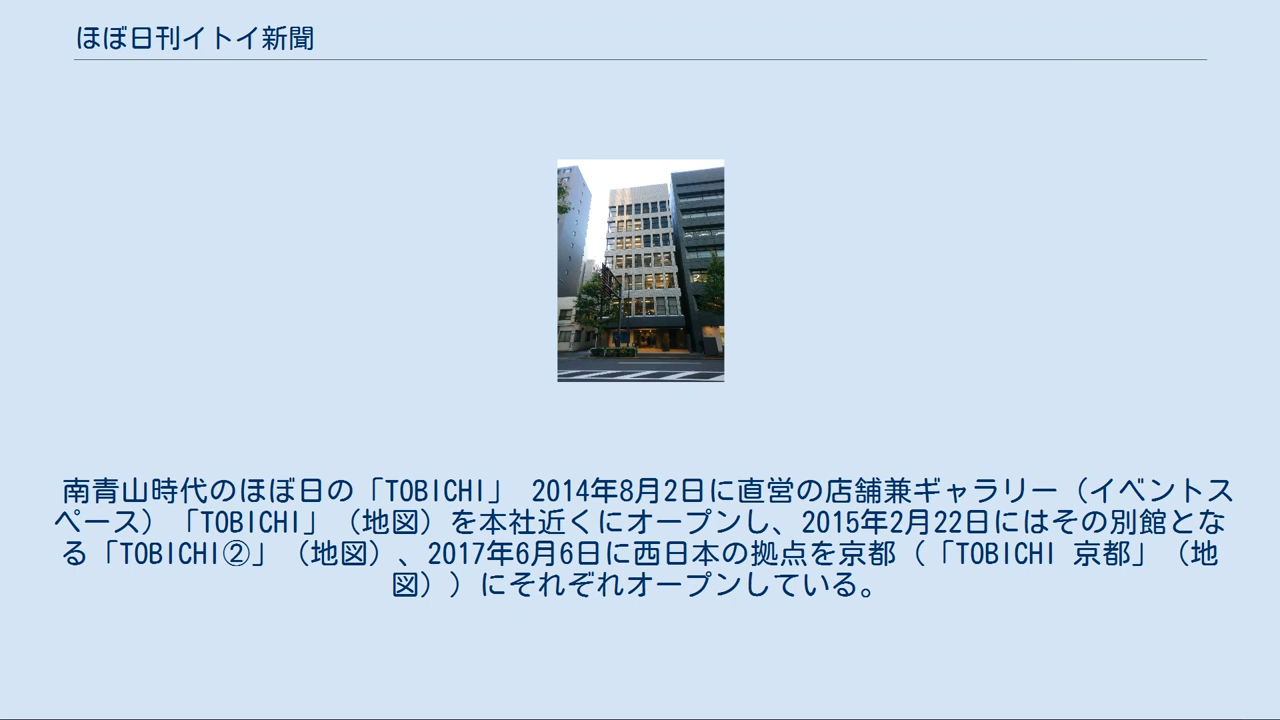 ほぼ日刊イトイ新聞
南青山時代のほぼ日の「TOBICHI」 2014年8月2日に直営の店舗兼ギャラリー（イベントス
ペース）「TOBICHI」（地図）を本社近くにオープンし、2015年2月22日にはその別館とな
る「TOBICHI②」（地図）、2017年6月6日に西日本の拠点を京都（「TOBICHI 京都」（地
図））にそれぞれオープンしている。